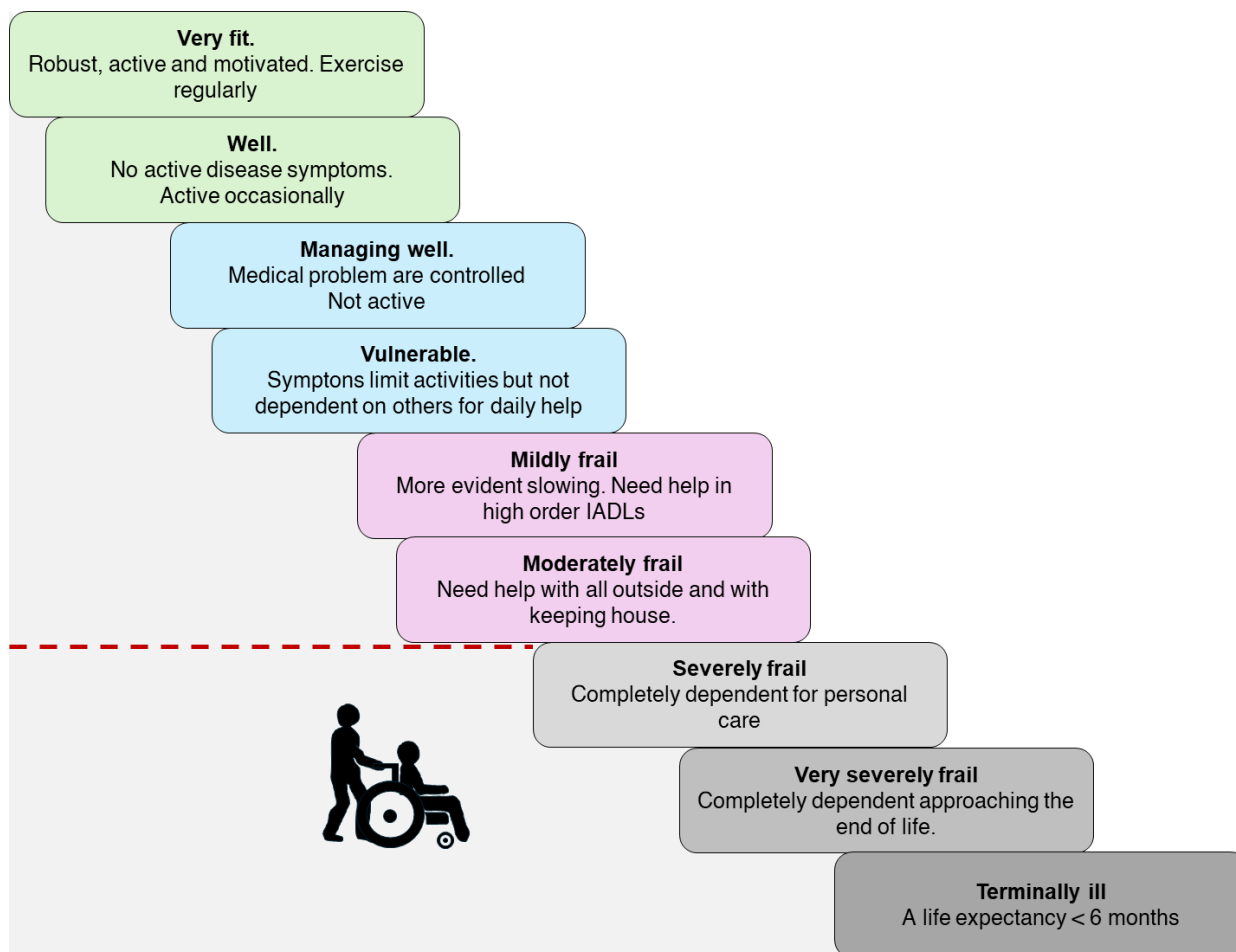 Very fit.
Robust, active and motivated. Exercise
regularly
Well.
No active disease symptoms.
Active occasionally
Managing well.
Medical problem are controlled
Not active
Vulnerable.
Symptons limit activities but not
dependent on others for daily help
Mildly frail
More evident slowing. Need help in
high order IADLs
Moderately frail
Need help with all outside and with
keeping house.
Severely frail
Completely dependent for personal
care
Very severely frail
Completely dependent approaching the
end of life.
Terminally ill
A life expectancy < 6 months